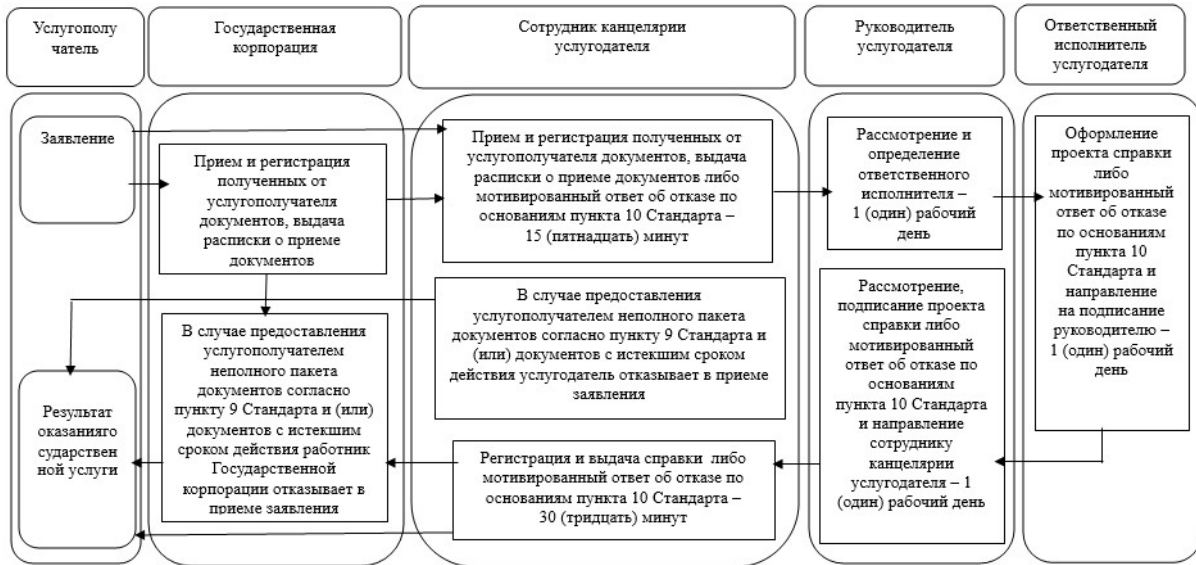 Услугополу
чатель
Государственная
корпорация
Сотрудник канцелярии
услугодателя
Руководитель
услугодателя
Ответственный
исполнитель
услугодателя
Заявление
Прием и регистрация
полученных от
услугополучателя
документов, выдача
расписки о приеме
документов
Прием и регистрация полученных от
услугополучателя документов, выдача
расписки о приеме документов либо
мотивированный ответ об отказе по
основаниям пункта 10 Стандарта –
15 (пятнадцать) минут
Рассмотрение и
определение
ответственного
исполнителя –
1 (один) рабочий
день
Оформление
проекта справки
либо
мотивированный
ответ об отказе
по основаниям
пункта 10
Стандарта и
направление
на подписание
руководителю –
1 (один) рабочий
день
В случае предоставления
услугополучателем
неполного пакета
документов согласно
пункту 9 Стандарта и (или)
документов с истекшим
сроком действия работник
Государственной
корпорации отказывает в
приеме заявления
В случае предоставления
услугополучателем неполного пакета
документов согласно пункту 9 Стандарта и
(или) документов с истекшим сроком
действия услугодатель отказывает в приеме
заявления
Рассмотрение,
подписание проекта
справки либо
мотивированный
ответ об отказе по
основаниям
пункта 10 Стандарта
и направление
сотруднику
канцелярии
услугодателя – 1
(один) рабочий день
Результат
оказанияго
сударствен
ной услуги
Регистрация и выдача справки либо
мотивированный ответ об отказе по
основаниям пункта 10 Стандарта –
30 (тридцать) минут